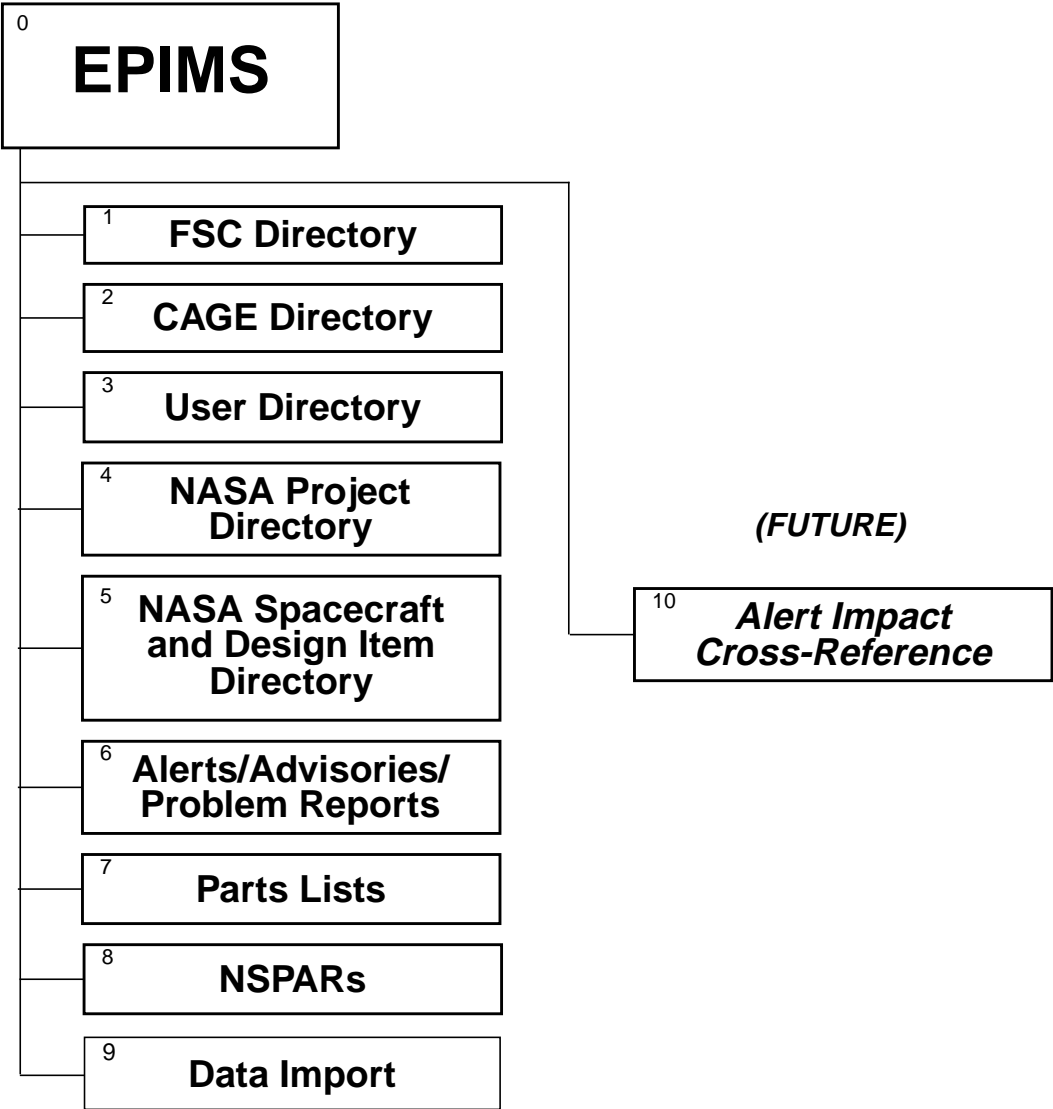 0
EPIMS
1
FSC Directory
2
CAGE Directory
3
User Directory
4
NASA Project
Directory
5
NASA Spacecraft
and Design Item
Directory
6
Alerts/Advisories/
Problem Reports
7
Parts Lists
8
NSPARs
9
Data Import
(FUTURE)
10
Alert Impact
Cross-Reference